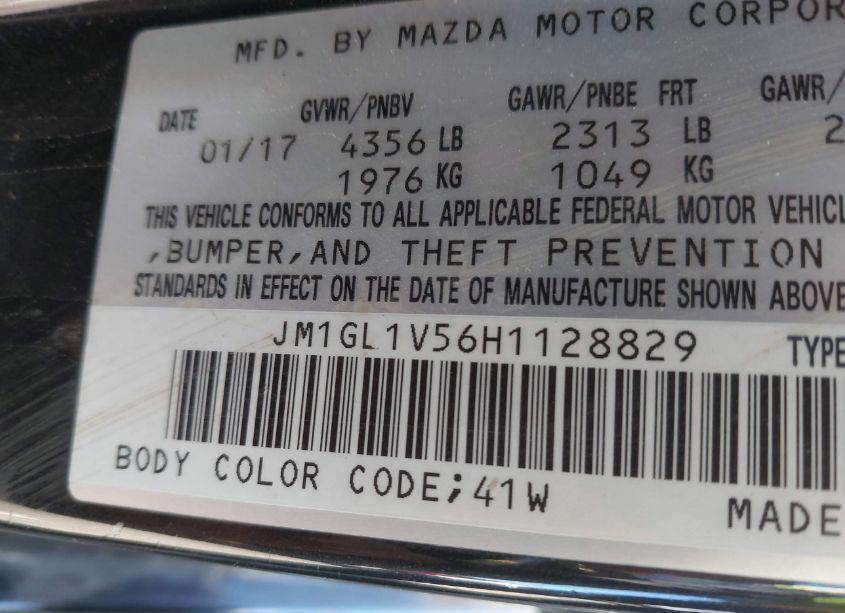 MFD. BY MAZDA MOTOR CORPOR
DATE GVWR/PNBV GAWR/PNBE FRT GAWR/
01/17 4356 LB 2313 LB 2
1976 KG 1049 KG
THIS VEHICLE CONFORMS TO ALL APPLICABLE FEDERAL MOTOR VEHICL
,BUMPER,AND THEFT PREVENTION
STANDARDS IN EFFECT ON THE DATE OF MANUFACTURE SHOWN ABOVE
JM1GL1V56H1128829 TYPE
BODY COLOR CODE;41W MADE